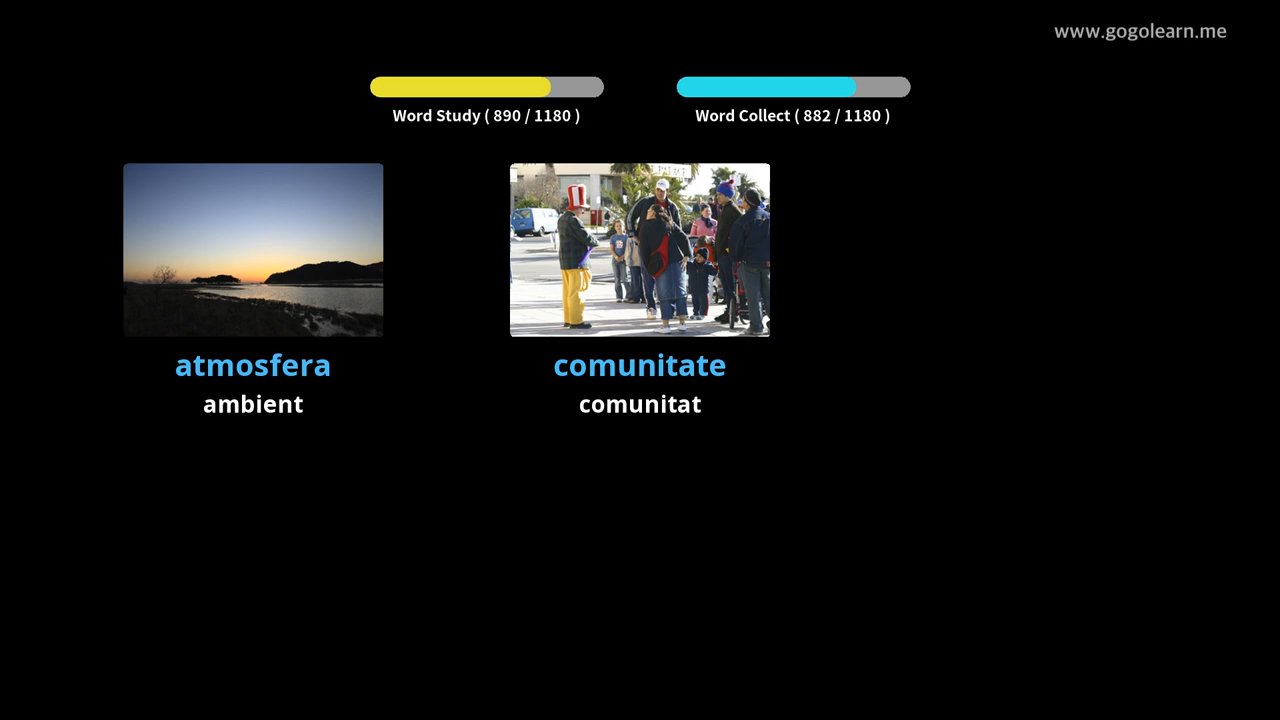 www.gogolearn.me
Word Study ( 890 / 1180 )
Word Collect ( 882 / 1180 )
atmosfera
ambient
comunitate
comunitat